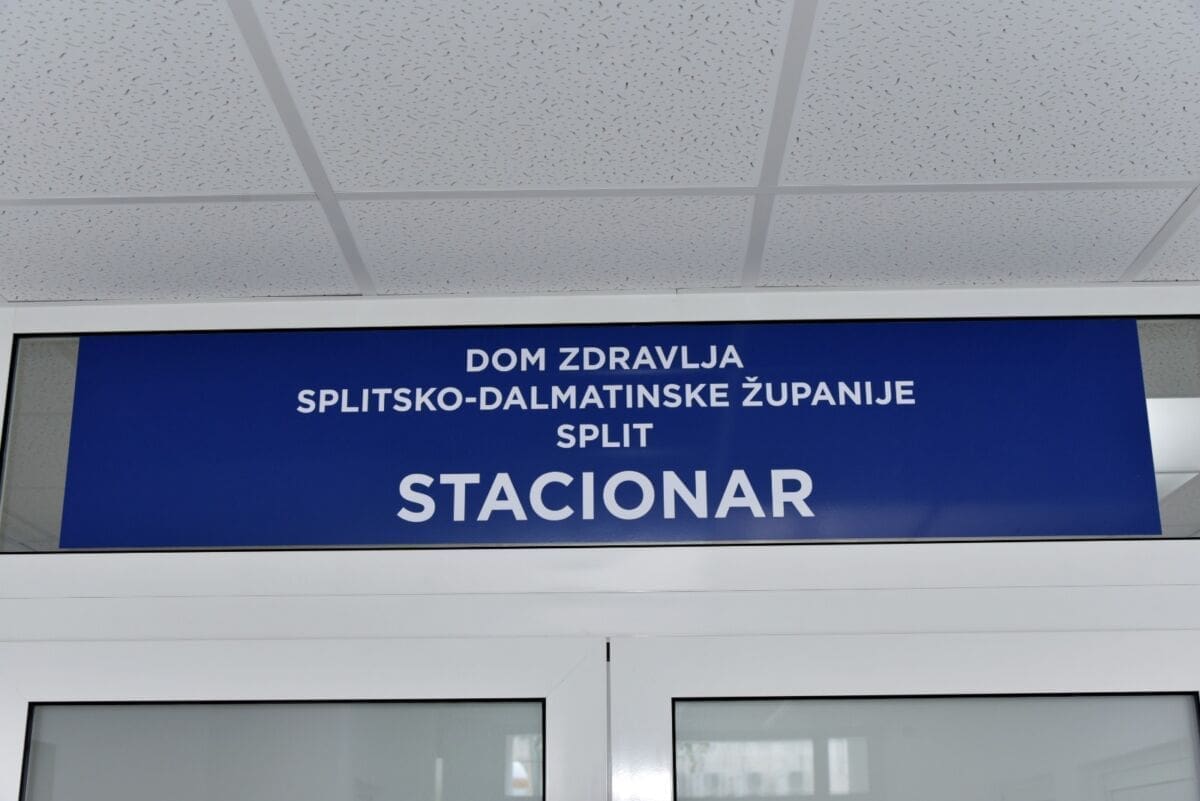 DOM ZDRAVLJA
SPLITSKO-DALMATINSKE ŽUPANIJE
SPLIT
STACIONAR